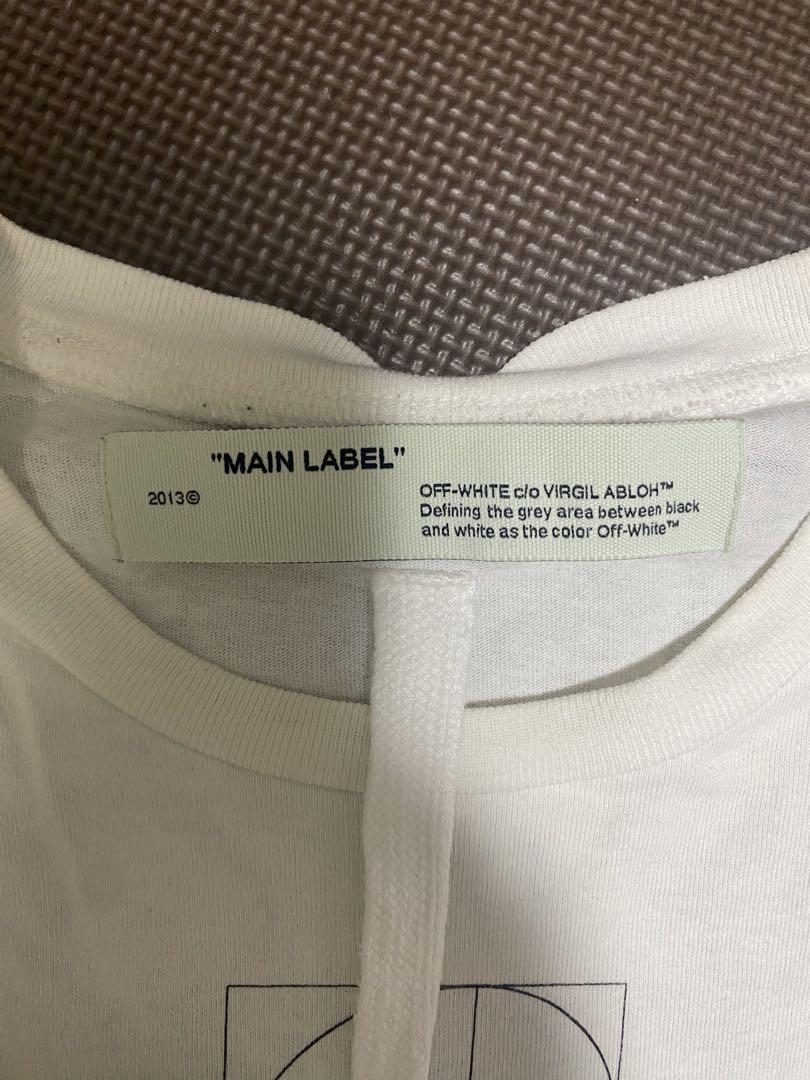 "MAIN LABEL"
2013©
OFF-WHITE c/o VIRGIL ABLOH™
Defining the grey area between black
and white as the color Off-White™